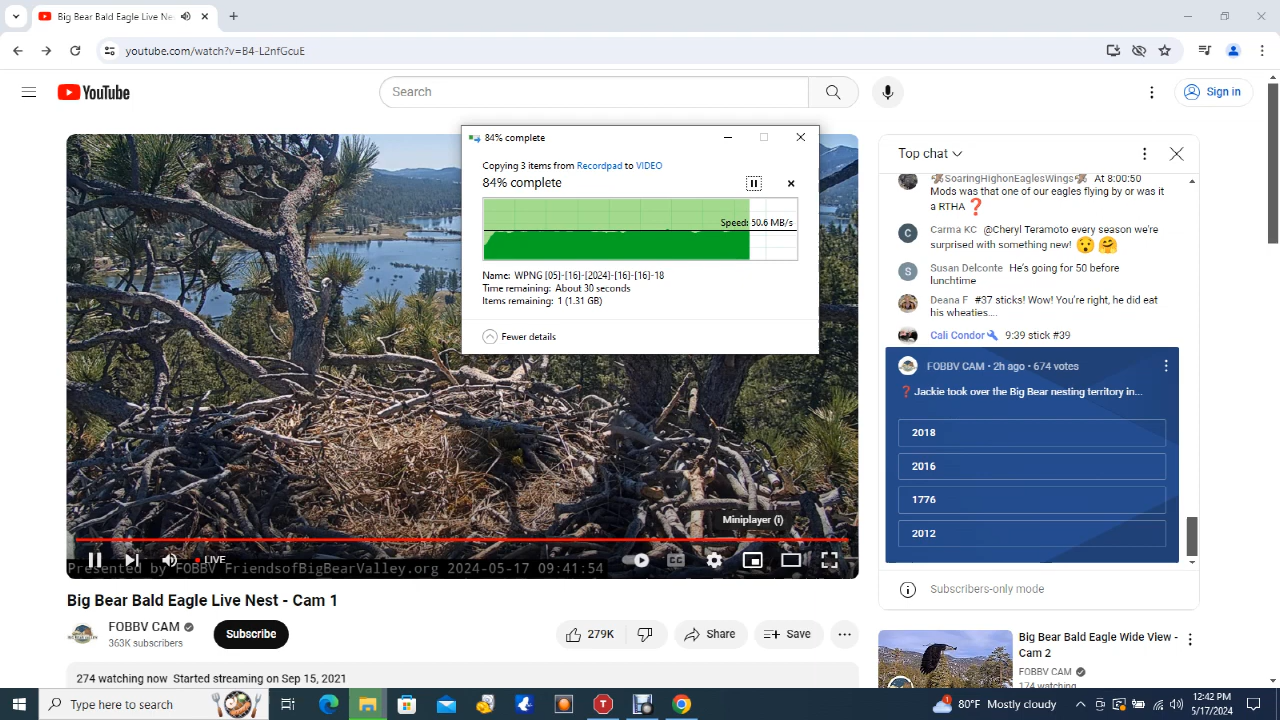 Big Bear Bald Eagle Live Ne
youtube.com/watch?v=B4-L2nfGcuE
YouTube
Search
Sign in
84% complete
Copying 3 items from Recordpad to VIDEO
84% complete
Speed: 50.6 MB/s
Name: WPNG [05]-[16]-[2024]-[16]-[16]-18
Time remaining: About 30 seconds
Items remaining: 1 (1.31 GB)
Fewer details
Miniplayer (i)
LIVE
CC
Presented by FOBBV FriendsofBigBearValley.org 2024-05-17 09:41:54
Big Bear Bald Eagle Live Nest - Cam 1
FOBBV CAM
363K subscribers
Subscribe
279K
Share
Save
274 watching now Started streaming on Sep 15, 2021
Top chat
SoaringHighonEaglesWings At 8:00:50
Mods was that one of our eagles flying by or was it
a RTHA ❓
C
Carma KC @Cheryl Teramoto every season we're
surprised with something new!
S
Susan Delconte He's going for 50 before
lunchtime
Deana F #37 sticks! Wow! You're right, he did eat
his wheaties....
Cali Condor 9:39 stick #39
FOBBV CAM • 2h ago • 674 votes
❓Jackie took over the Big Bear nesting territory in...
2018
2016
1776
2012
Subscribers-only mode
Big Bear Bald Eagle Wide View -
Cam 2
FOBBV CAM
174 watching
Type here to search
T
80°F Mostly cloudy
12:42 PM
5/17/2024